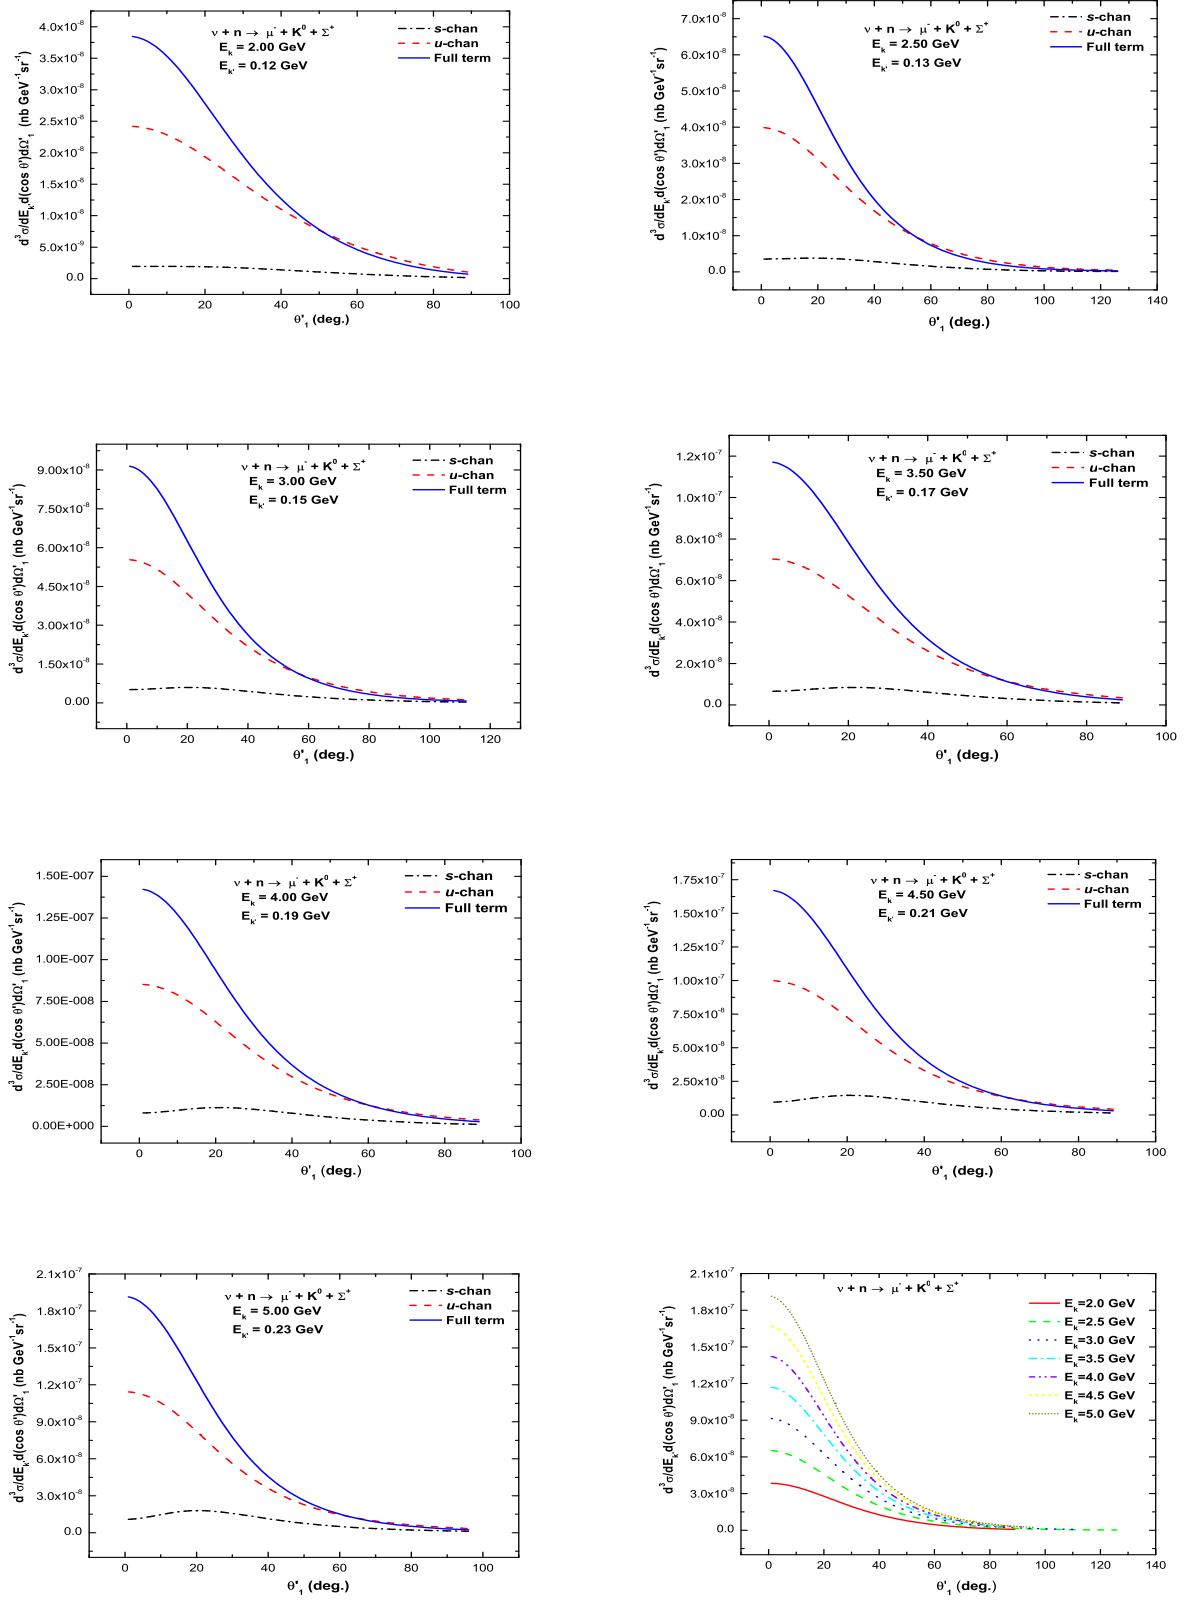 ν + n → μ⁻ + K⁰ + Σ⁺
E_k = 2.00 GeV
E_k' = 0.12 GeV
s-chan
u-chan
Full term
4.0x10⁻⁸
3.5x10⁻⁸
3.0x10⁻⁸
2.5x10⁻⁸
2.0x10⁻⁸
1.5x10⁻⁸
1.0x10⁻⁸
5.0x10⁻⁹
0.0
d³σ/dE_k'd(cos θ')dΩ'₁ (nb GeV⁻¹sr⁻¹)
0 20 40 60 80 100
θ'₁ (deg.)
ν + n → μ⁻ + K⁰ + Σ⁺
E_k = 2.50 GeV
E_k' = 0.13 GeV
s-chan
u-chan
Full term
7.0x10⁻⁸
6.0x10⁻⁸
5.0x10⁻⁸
4.0x10⁻⁸
3.0x10⁻⁸
2.0x10⁻⁸
1.0x10⁻⁸
0.0
d³σ/dE_k'd(cos θ')dΩ'₁ (nb GeV⁻¹sr⁻¹)
0 20 40 60 80 100 120 140
θ'₁ (deg.)
ν + n → μ⁻ + K⁰ + Σ⁺
E_k = 3.00 GeV
E_k' = 0.15 GeV
s-chan
u-chan
Full term
9.00x10⁻⁸
7.50x10⁻⁸
6.00x10⁻⁸
4.50x10⁻⁸
3.00x10⁻⁸
1.50x10⁻⁸
0.00
d³σ/dE_k'd(cos θ')dΩ'₁ (nb GeV⁻¹sr⁻¹)
0 20 40 60 80 100 120
θ'₁ (deg.)
ν + n → μ⁻ + K⁰ + Σ⁺
E_k = 3.50 GeV
E_k' = 0.17 GeV
s-chan
u-chan
Full term
1.2x10⁻⁷
1.0x10⁻⁷
8.0x10⁻⁸
6.0x10⁻⁸
4.0x10⁻⁸
2.0x10⁻⁸
0.0
d³σ/dE_k'd(cos θ')dΩ'₁ (nb GeV⁻¹sr⁻¹)
0 20 40 60 80 100
θ'₁ (deg.)
ν + n → μ⁻ + K⁰ + Σ⁺
E_k = 4.00 GeV
E_k' = 0.19 GeV
s-chan
u-chan
Full term
1.50E-007
1.25E-007
1.00E-007
7.50E-008
5.00E-008
2.50E-008
0.00E+000
d³σ/dE_k'd(cos θ')dΩ'₁ (nb GeV⁻¹sr⁻¹)
0 20 40 60 80 100
θ'₁ (deg.)
ν + n → μ⁻ + K⁰ + Σ⁺
E_k = 4.50 GeV
E_k' = 0.21 GeV
s-chan
u-chan
Full term
1.75x10⁻⁷
1.50x10⁻⁷
1.25x10⁻⁷
1.00x10⁻⁷
7.50x10⁻⁸
5.00x10⁻⁸
2.50x10⁻⁸
0.00
d³σ/dE_k'd(cos θ')dΩ'₁ (nb GeV⁻¹sr⁻¹)
0 20 40 60 80 100
θ'₁ (deg.)
ν + n → μ⁻ + K⁰ + Σ⁺
E_k = 5.00 GeV
E_k' = 0.23 GeV
s-chan
u-chan
Full term
2.1x10⁻⁷
1.8x10⁻⁷
1.5x10⁻⁷
1.2x10⁻⁷
9.0x10⁻⁸
6.0x10⁻⁸
3.0x10⁻⁸
0.0
d³σ/dE_k'd(cos θ')dΩ'₁ (nb GeV⁻¹sr⁻¹)
0 20 40 60 80 100
θ'₁ (deg.)
ν + n → μ⁻ + K⁰ + Σ⁺
E_k=2.0 GeV
E_k=2.5 GeV
E_k=3.0 GeV
E_k=3.5 GeV
E_k=4.0 GeV
E_k=4.5 GeV
E_k=5.0 GeV
2.1x10⁻⁷
1.8x10⁻⁷
1.5x10⁻⁷
1.2x10⁻⁷
9.0x10⁻⁸
6.0x10⁻⁸
3.0x10⁻⁸
0.0
d³σ/dE_k'd(cos θ')dΩ'₁ (nb GeV⁻¹sr⁻¹)
0 20 40 60 80 100 120 140
θ'₁ (deg.)